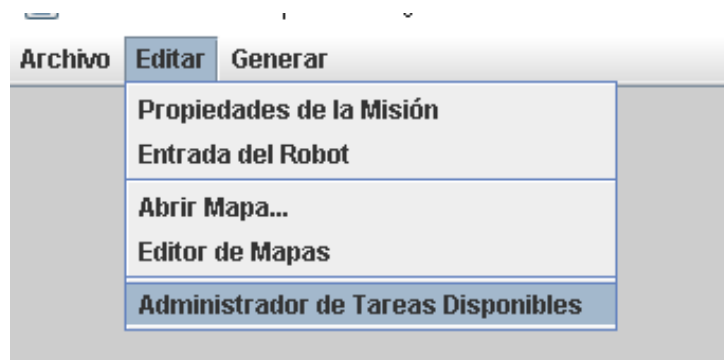 Archivo Editar Generar
Propiedades de la Misión
Entrada del Robot
Abrir Mapa...
Editor de Mapas
Administrador de Tareas Disponibles